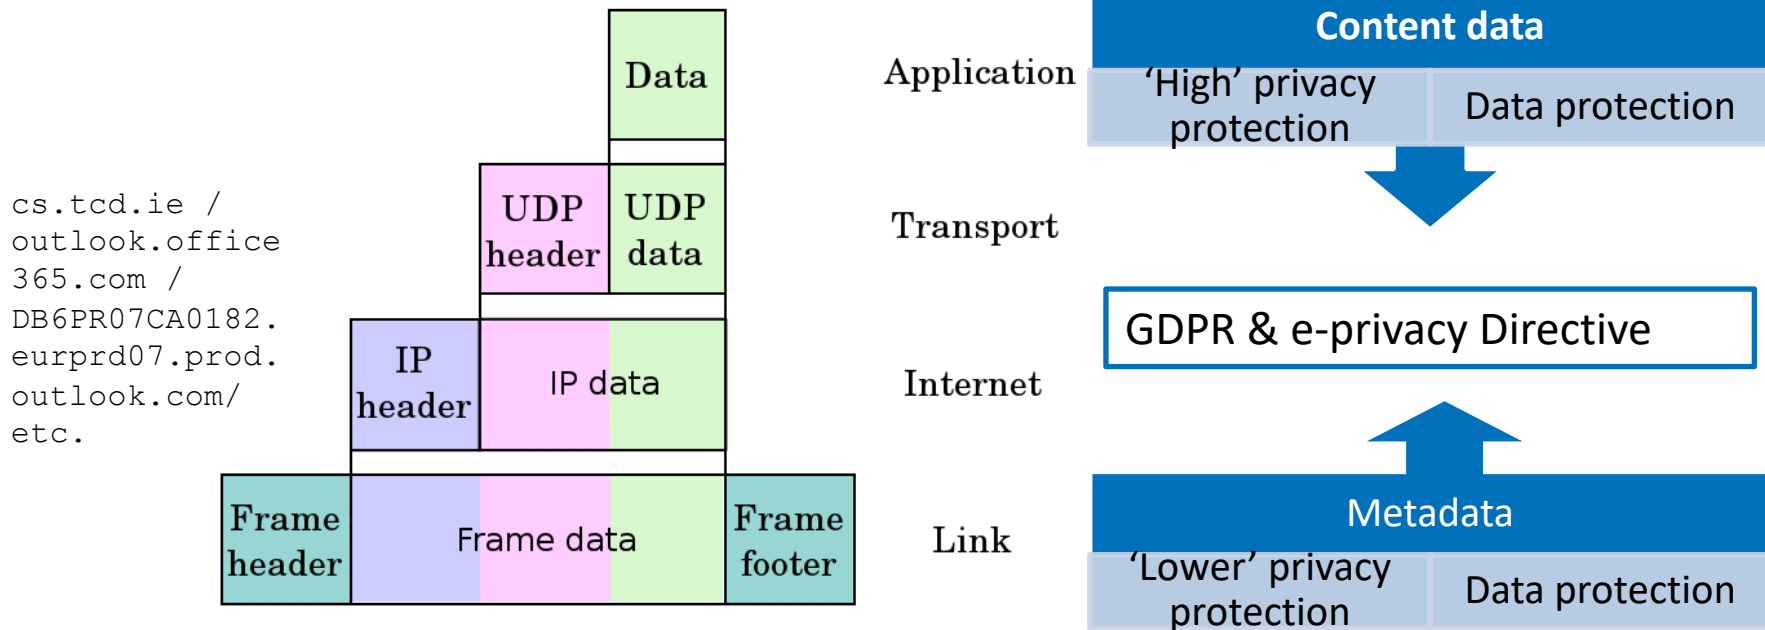 cs.tcd.ie /
outlook.office
365.com /
DB6PR07CA0182.
eurprd07.prod.
outlook.com/
etc.
Data
UDP
header
UDP
data
IP
header
IP data
Frame
header
Frame data
Frame
footer
Application
Transport
Internet
Link
Content data
‘High’ privacy
protection
Data protection
GDPR & e-privacy Directive
Metadata
‘Lower’ privacy
protection
Data protection